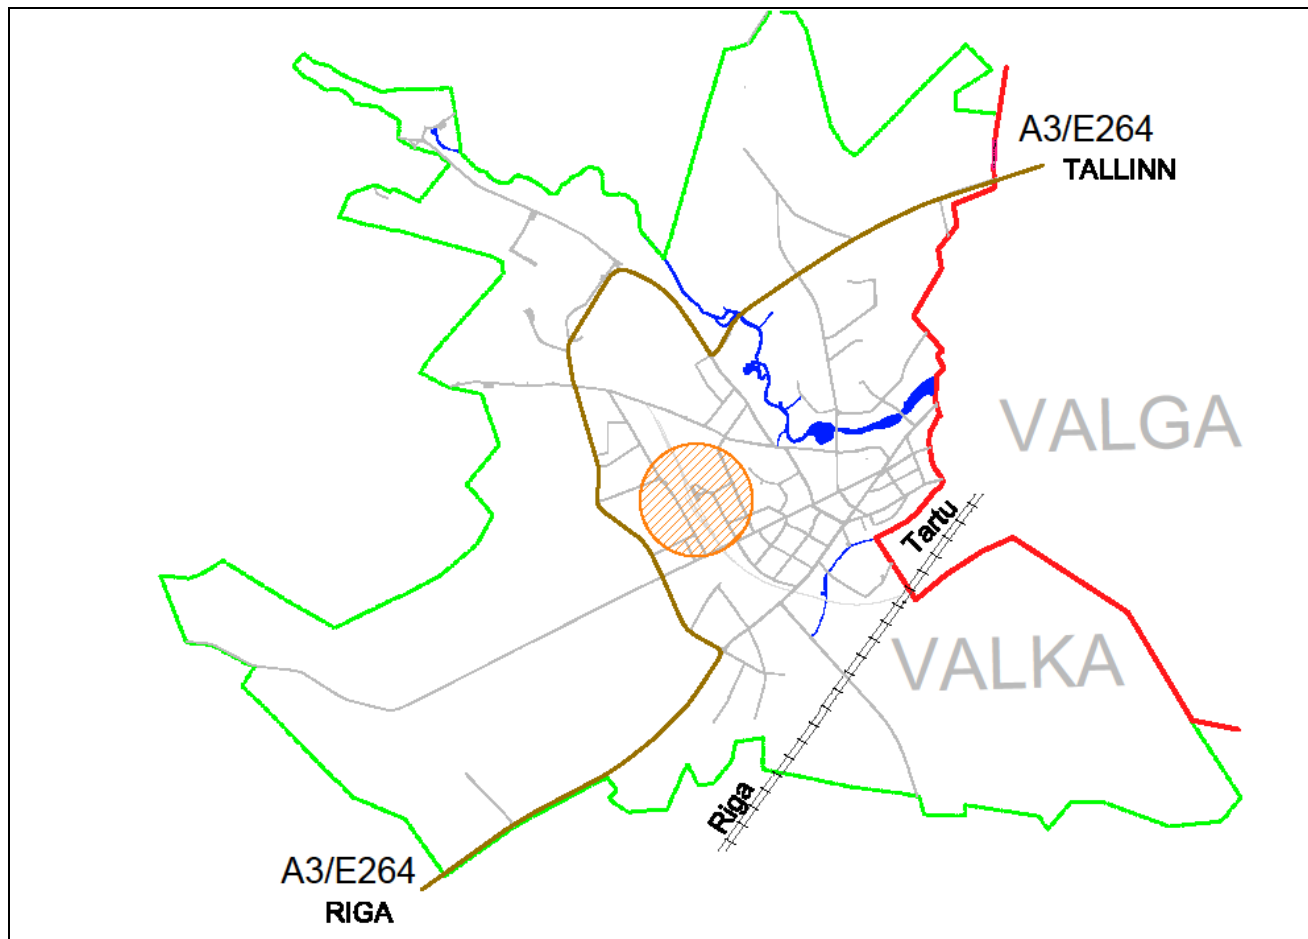 A3/E264
TALLINN
VALGA
Tartu
VALKA
Riga
A3/E264
RIGA